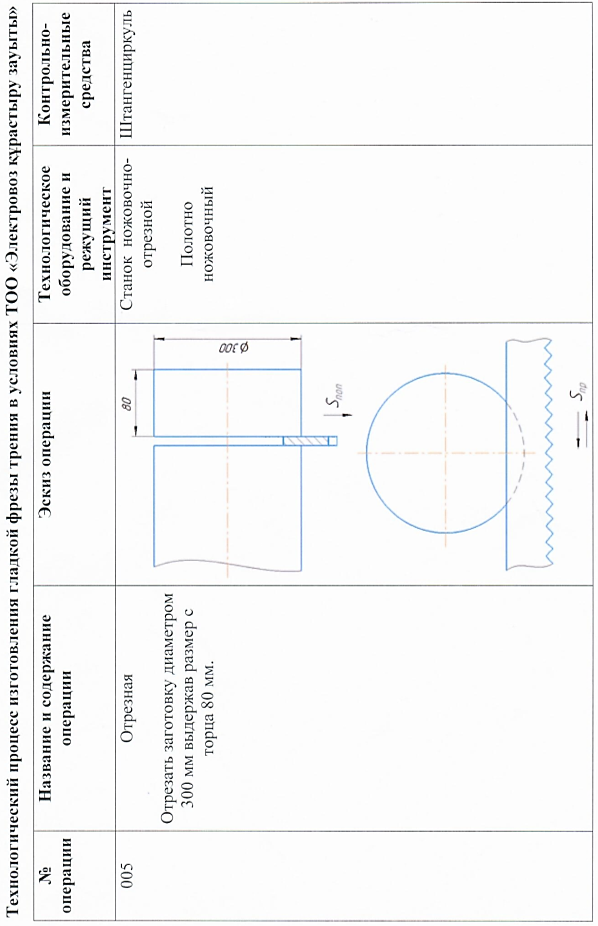 Технологический процесс изготовления гладкой фрезы трения в условиях ТОО «Электровоз құрастыру зауыты»
№
операции
Название и содержание
операции
Эскиз операции
Технологическое
оборудование и
режущий
инструмент
Контрольно-
измерительные
средства
005
Отрезная
Отрезать заготовку диаметром
300 мм выдержав размер с
торца 80 мм.
80
ф300
Sпоп
Sпр
Станок ножовочно-
отрезной
Полотно
ножовочный
Штангенциркуль